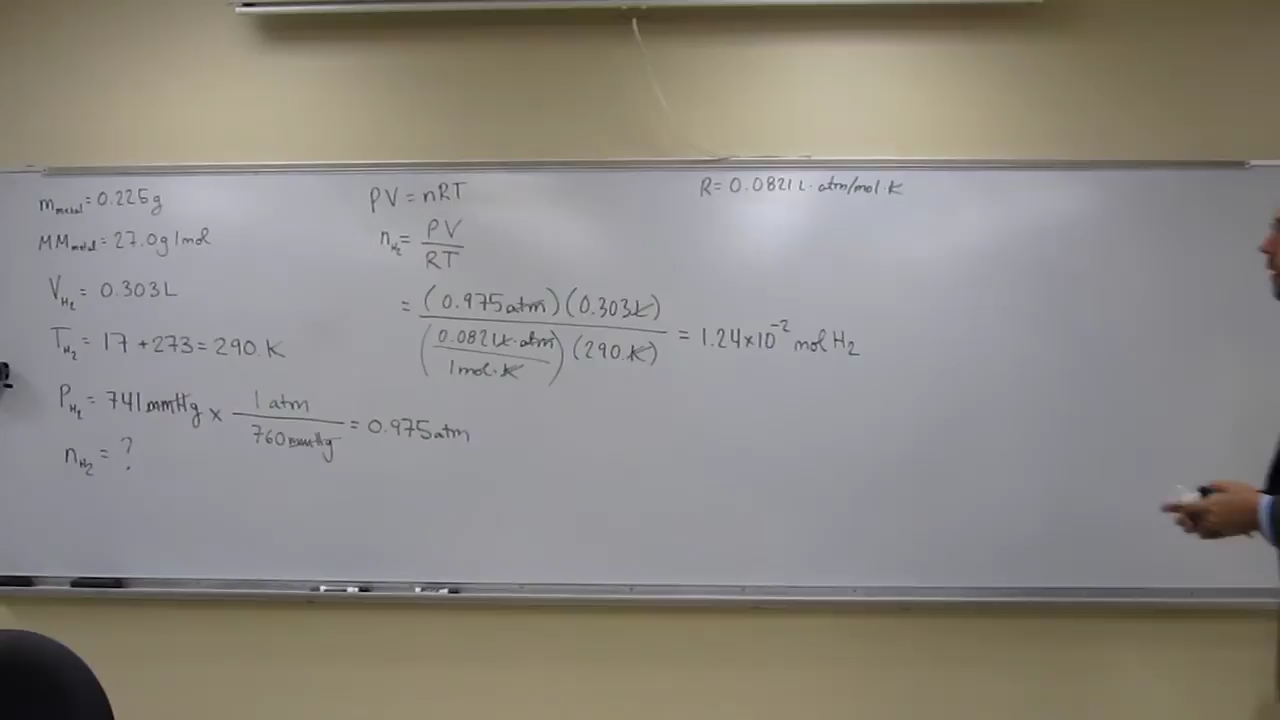 m_metal = 0.225g
MM_metal = 27.0g/mol
V_H₂ = 0.303L
T_H₂ = 17 + 273 = 290. K
P_H₂ = 741 mmHg × 1 atm / 760 mmHg = 0.975 atm
n_H₂ = ?
PV = nRT
n_H₂ = PV / RT
= (0.975 atm)(0.303 L) / (0.0821 L·atm / 1 mol·K)(290. K) = 1.24×10⁻² mol H₂
R = 0.0821 L·atm/mol·K